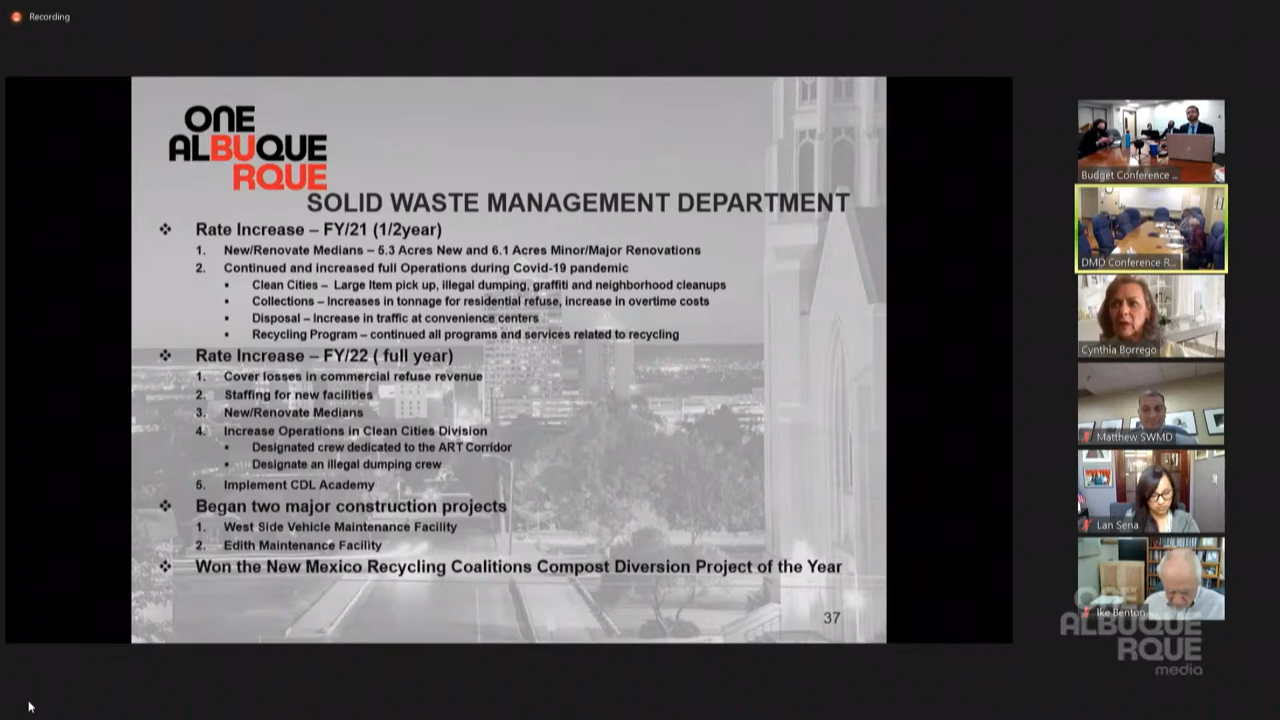 Recording
ONE
ALBUQUE
RQUE
SOLID WASTE MANAGEMENT DEPARTMENT
❖ Rate Increase – FY/21 (1/2year)
1. New/Renovate Medians – 5.3 Acres New and 6.1 Acres Minor/Major Renovations
2. Continued and increased full Operations during Covid-19 pandemic
▪ Clean Cities – Large Item pick up, illegal dumping, graffiti and neighborhood cleanups
▪ Collections – Increases in tonnage for residential refuse, increase in overtime costs
▪ Disposal – Increase in traffic at convenience centers
▪ Recycling Program – continued all programs and services related to recycling
❖ Rate Increase – FY/22 ( full year)
1. Cover losses in commercial refuse revenue
2. Staffing for new facilities
3. New/Renovate Medians
4. Increase Operations in Clean Cities Division
▪ Designated crew dedicated to the ART Corridor
▪ Designate an illegal dumping crew
5. Implement CDL Academy
❖ Began two major construction projects
1. West Side Vehicle Maintenance Facility
2. Edith Maintenance Facility
❖ Won the New Mexico Recycling Coalitions Compost Diversion Project of the Year
37
Budget Conference ...
DMD Conference R...
Cynthia Borrego
Matthew SWMD
Lan Sena
Ike Benton
ONE
ALBUQUE
RQUE
media